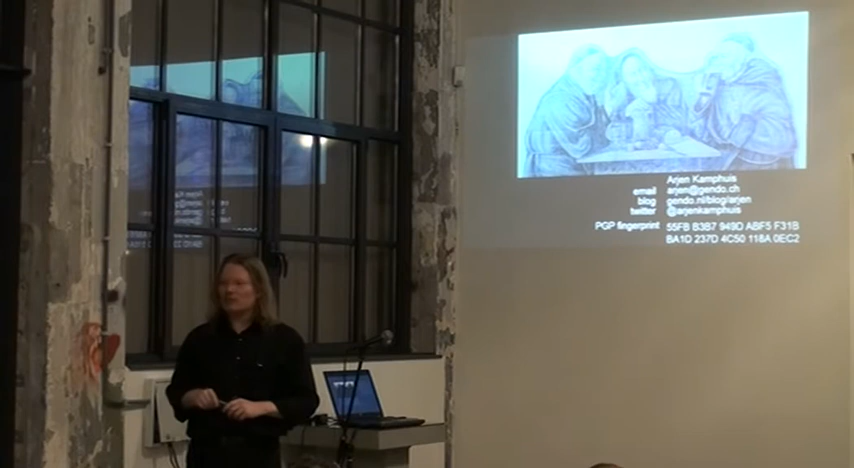 Arjen Kamphuis
email arjen@gendo.ch
blog gendo.nl/blog/arjen
twitter @arjenkamphuis
PGP fingerprint 55FB B3B7 949D ABF5 F31B
BA1D 237D 4C50 118A 0EC2